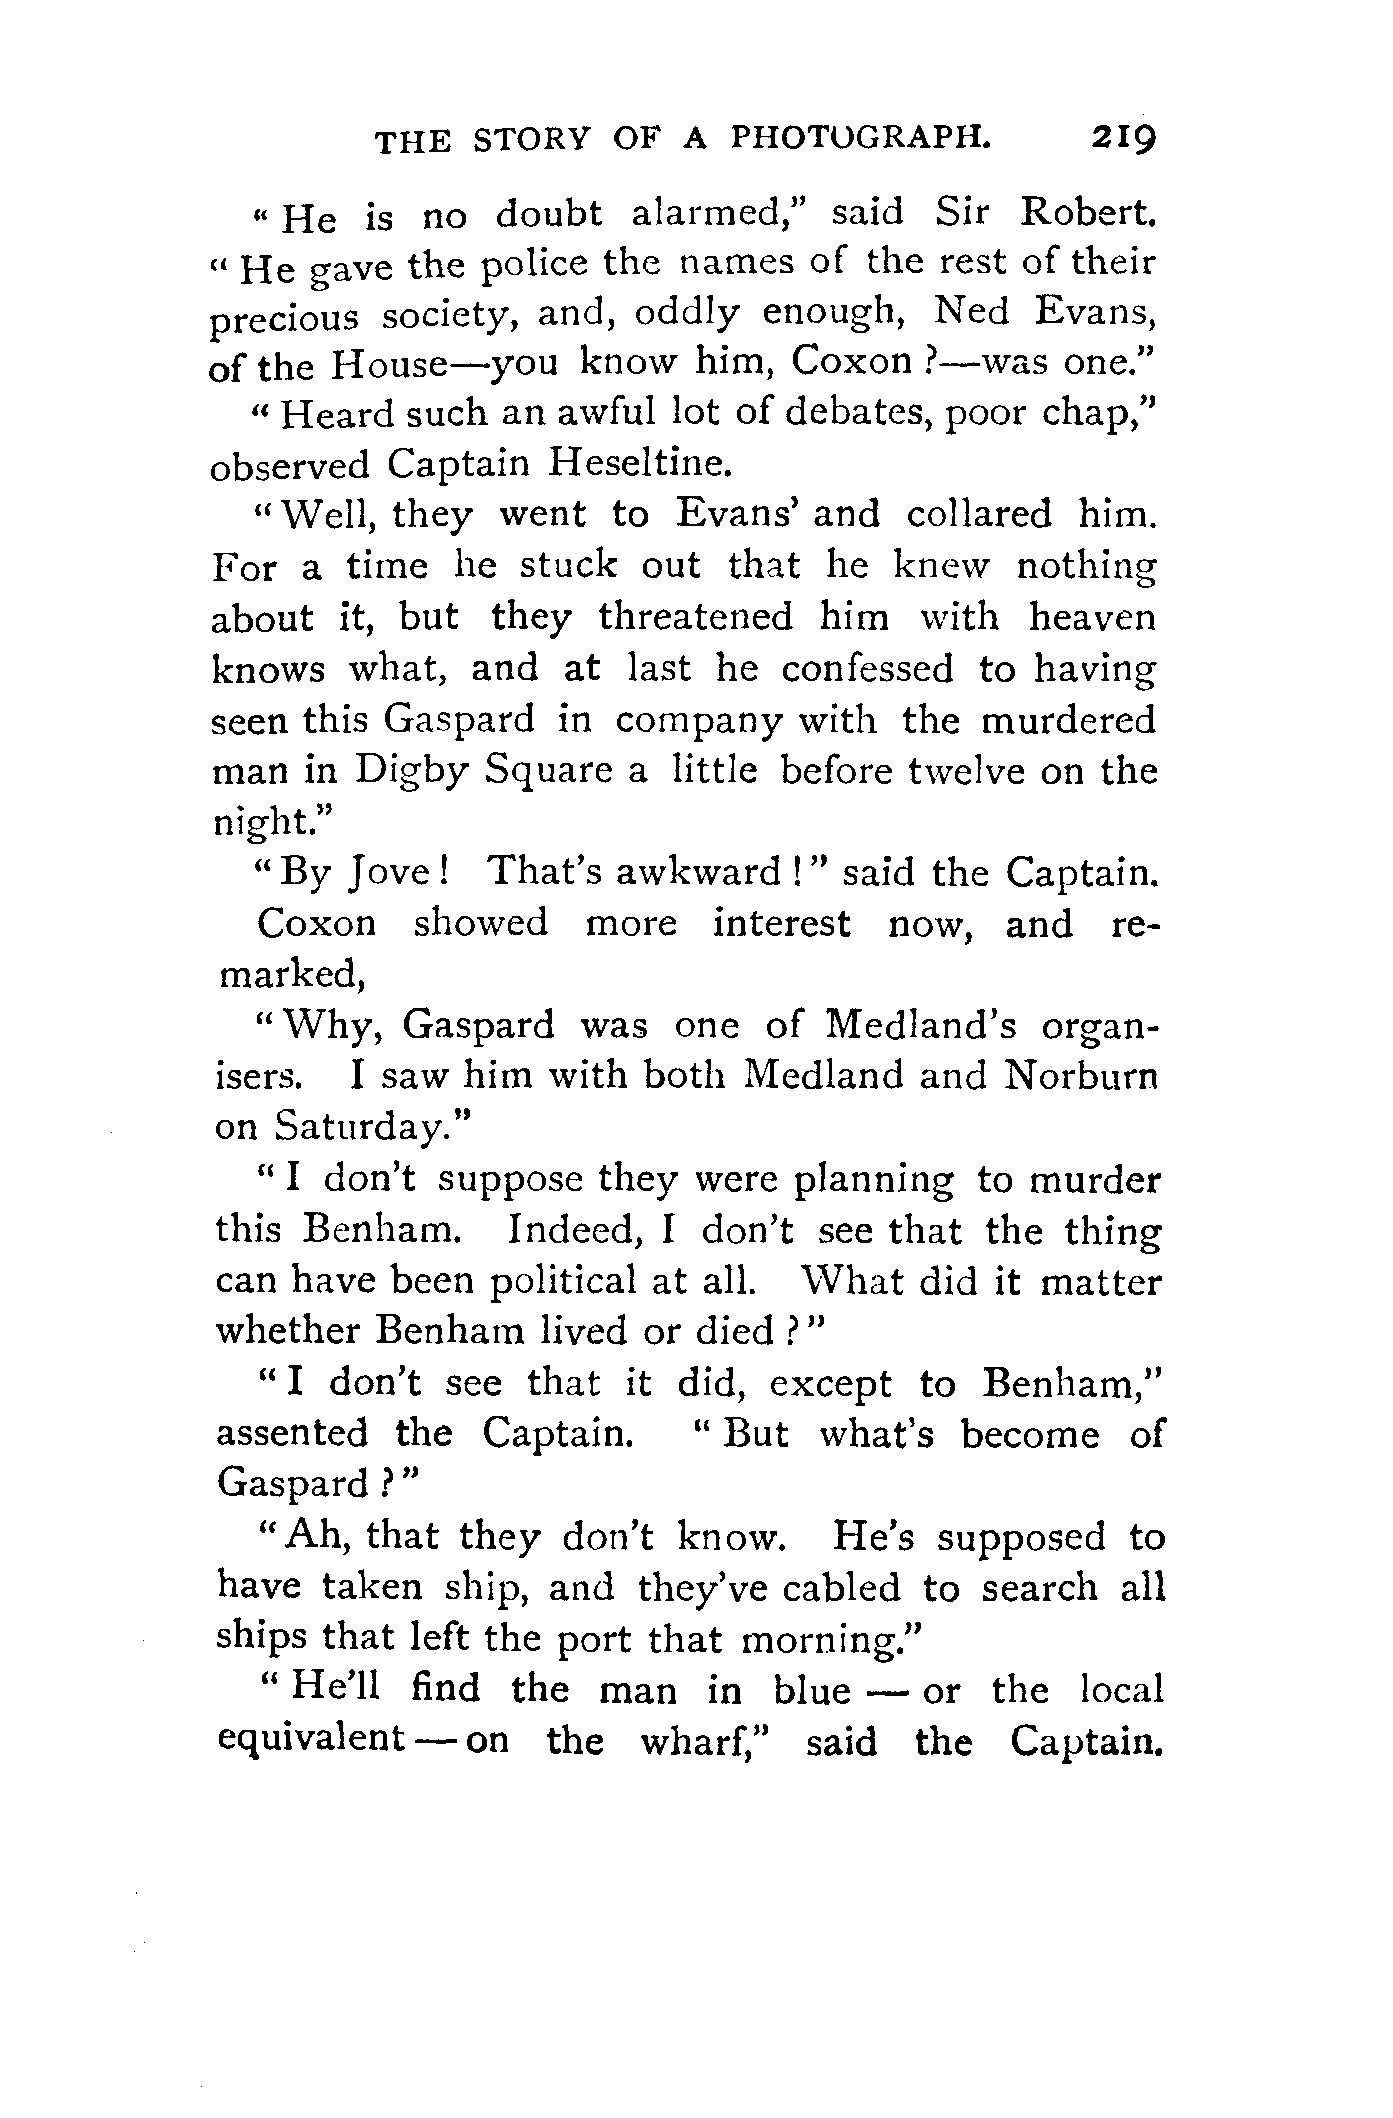 THE STORY OF A PHOTOGRAPH. 219
“ He is no doubt alarmed,” said Sir Robert.
“ He gave the police the names of the rest of their
precious society, and, oddly enough, Ned Evans,
of the House—you know him, Coxon ?—was one.”
“ Heard such an awful lot of debates, poor chap,”
observed Captain Heseltine.
“ Well, they went to Evans’ and collared him.
For a time he stuck out that he knew nothing
about it, but they threatened him with heaven
knows what, and at last he confessed to having
seen this Gaspard in company with the murdered
man in Digby Square a little before twelve on the
night.”
“ By Jove ! That’s awkward ! ” said the Captain.
Coxon showed more interest now, and re-
marked,
“ Why, Gaspard was one of Medland’s organ-
isers. I saw him with both Medland and Norburn
on Saturday.”
“ I don’t suppose they were planning to murder
this Benham. Indeed, I don’t see that the thing
can have been political at all. What did it matter
whether Benham lived or died ? ”
“ I don’t see that it did, except to Benham,”
assented the Captain. “ But what’s become of
Gaspard ? ”
“ Ah, that they don’t know. He’s supposed to
have taken ship, and they’ve cabled to search all
ships that left the port that morning.”
“ He’ll find the man in blue — or the local
equivalent — on the wharf,” said the Captain.